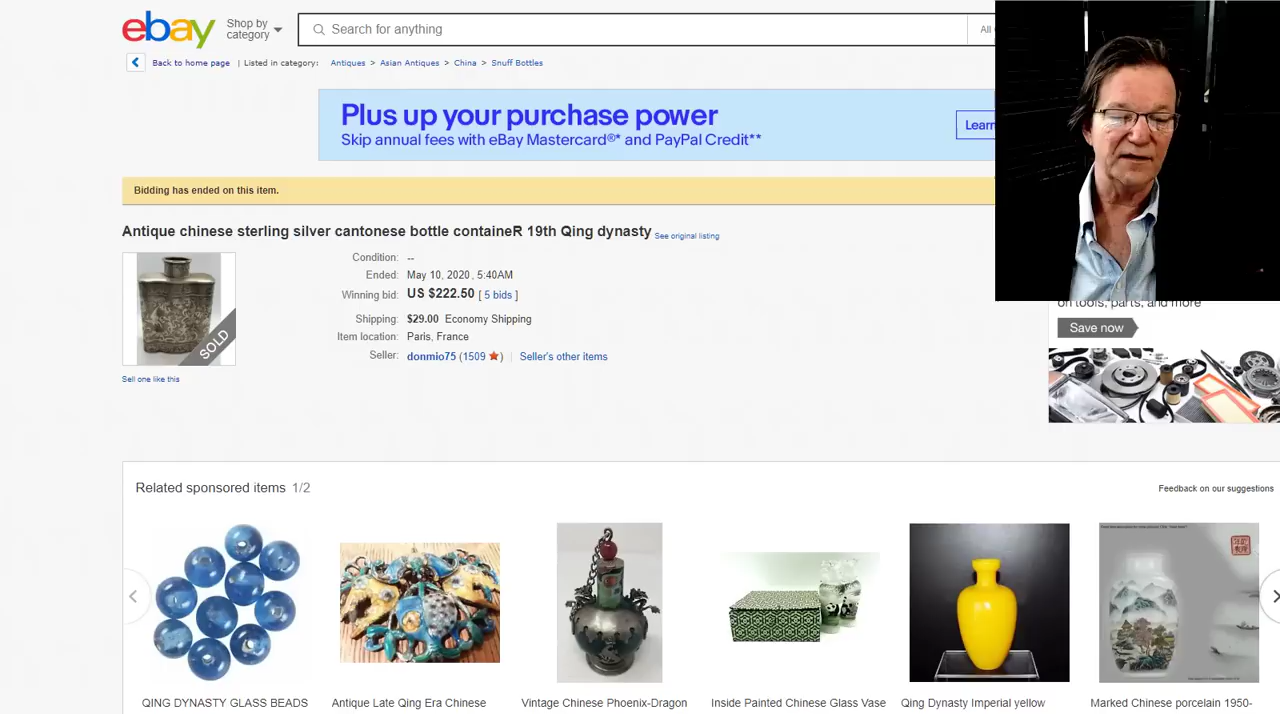 ebay
Shop by
category
Search for anything
All
Back to home page | Listed in category: Antiques > Asian Antiques > China > Snuff Bottles
Plus up your purchase power
Skip annual fees with eBay Mastercard®* and PayPal Credit**
Learn
Bidding has ended on this item.
Antique chinese sterling silver cantonese bottle containeR 19th Qing dynasty See original listing
SOLD
Sell one like this
Condition: --
Ended: May 10, 2020 , 5:40AM
Winning bid: US $222.50 [ 5 bids ]
Shipping: $29.00 Economy Shipping
Item location: Paris, France
Seller: donmio75 (1509 ) | Seller's other items
on tools, parts, and more
Save now
Related sponsored items 1/2
Feedback on our suggestions
QING DYNASTY GLASS BEADS
Antique Late Qing Era Chinese
Vintage Chinese Phoenix-Dragon
Inside Painted Chinese Glass Vase
Qing Dynasty Imperial yellow
Marked Chinese porcelain 1950-